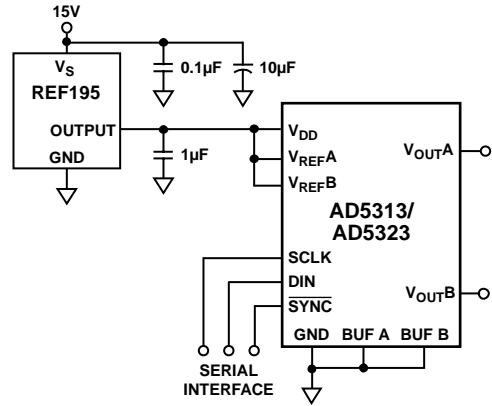 15V
VS
REF195
0.1µF
10µF
OUTPUT
GND
1µF
VDD
VREFA
VREFB
VOUTA
AD5313/
AD5323
SCLK
DIN
SYNC
VOUTB
GND BUF A BUF B
SERIAL
INTERFACE